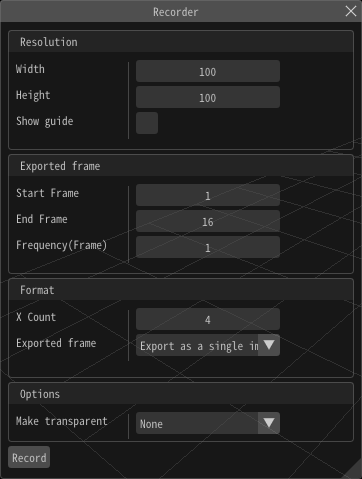 Recorder
Resolution
Width 100
Height 100
Show guide
Exported frame
Start Frame 1
End Frame 16
Frequency(Frame) 1
Format
X Count 4
Exported frame Export as a single im
Options
Make transparent None
Record